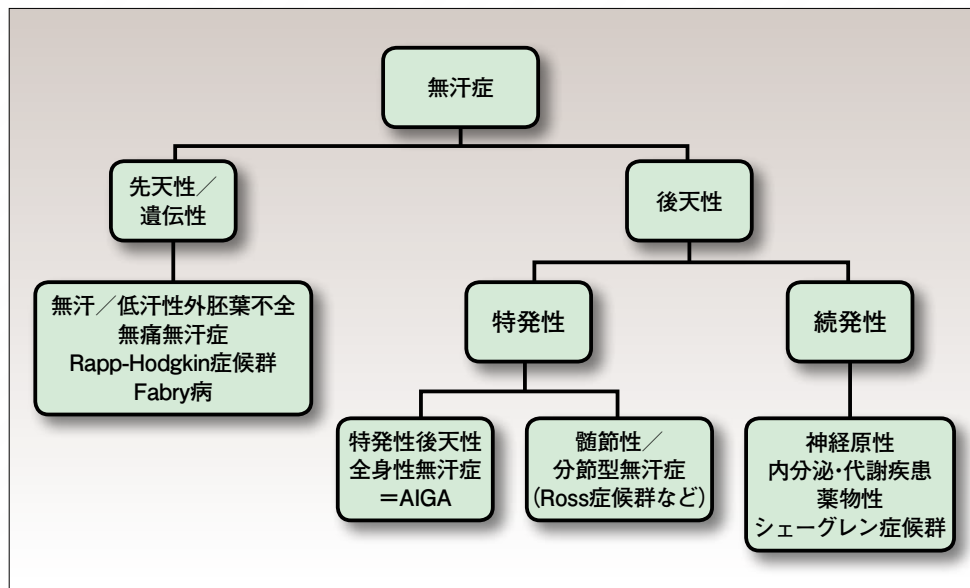 無汗症
先天性／
遺伝性
後天性
無汗／低汗性外胚葉不全
無痛無汗症
Rapp-Hodgkin症候群
Fabry病
特発性
続発性
特発性後天性
全身性無汗症
＝AIGA
髄節性／
分節型無汗症
（Ross症候群など）
神経原性
内分泌・代謝疾患
薬物性
シェーグレン症候群